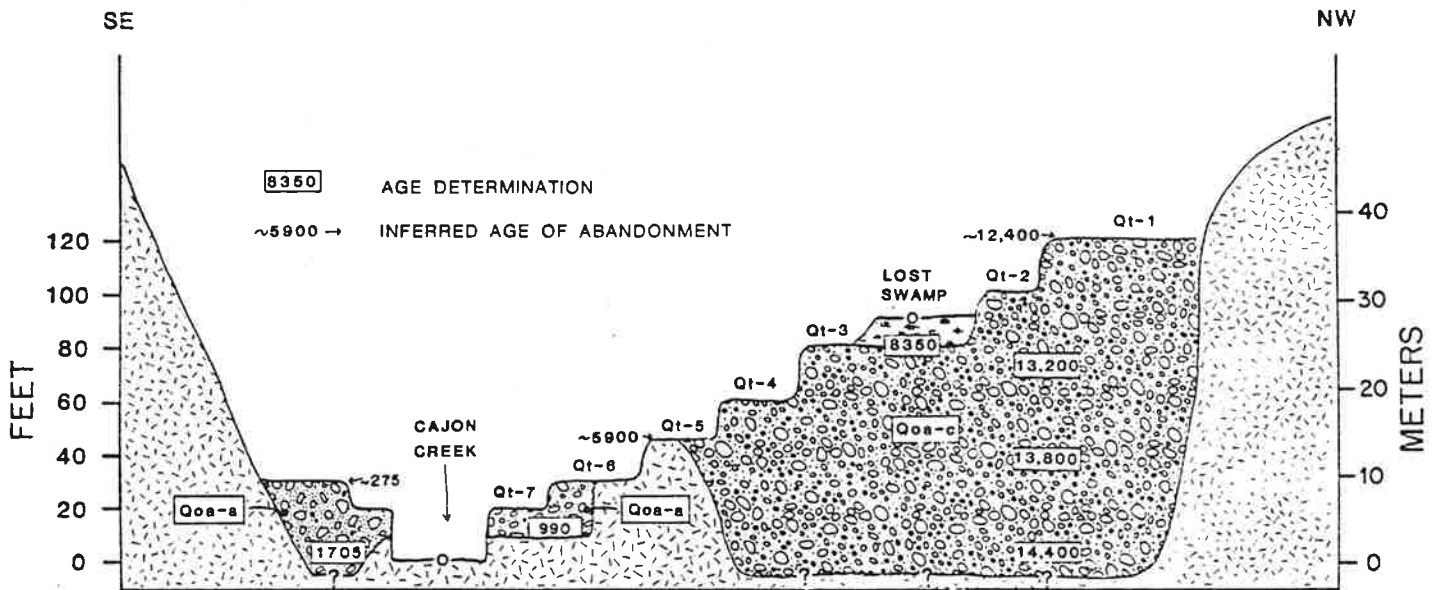 SE
NW
8350 AGE DETERMINATION
~5900 → INFERRED AGE OF ABANDONMENT
FEET
120
100
80
60
40
20
0
METERS
40
30
20
10
0
~12,400→
Qt-1
Qt-2
LOST
SWAMP
Qt-3
8350
13,200
Qt-4
Qoa-c
~5900→
Qt-5
13,800
14,400
CAJON
CREEK
Qt-6
Qt-7
←~275
Qoa-a
Qoa-a
990
1705
?
?
?
?